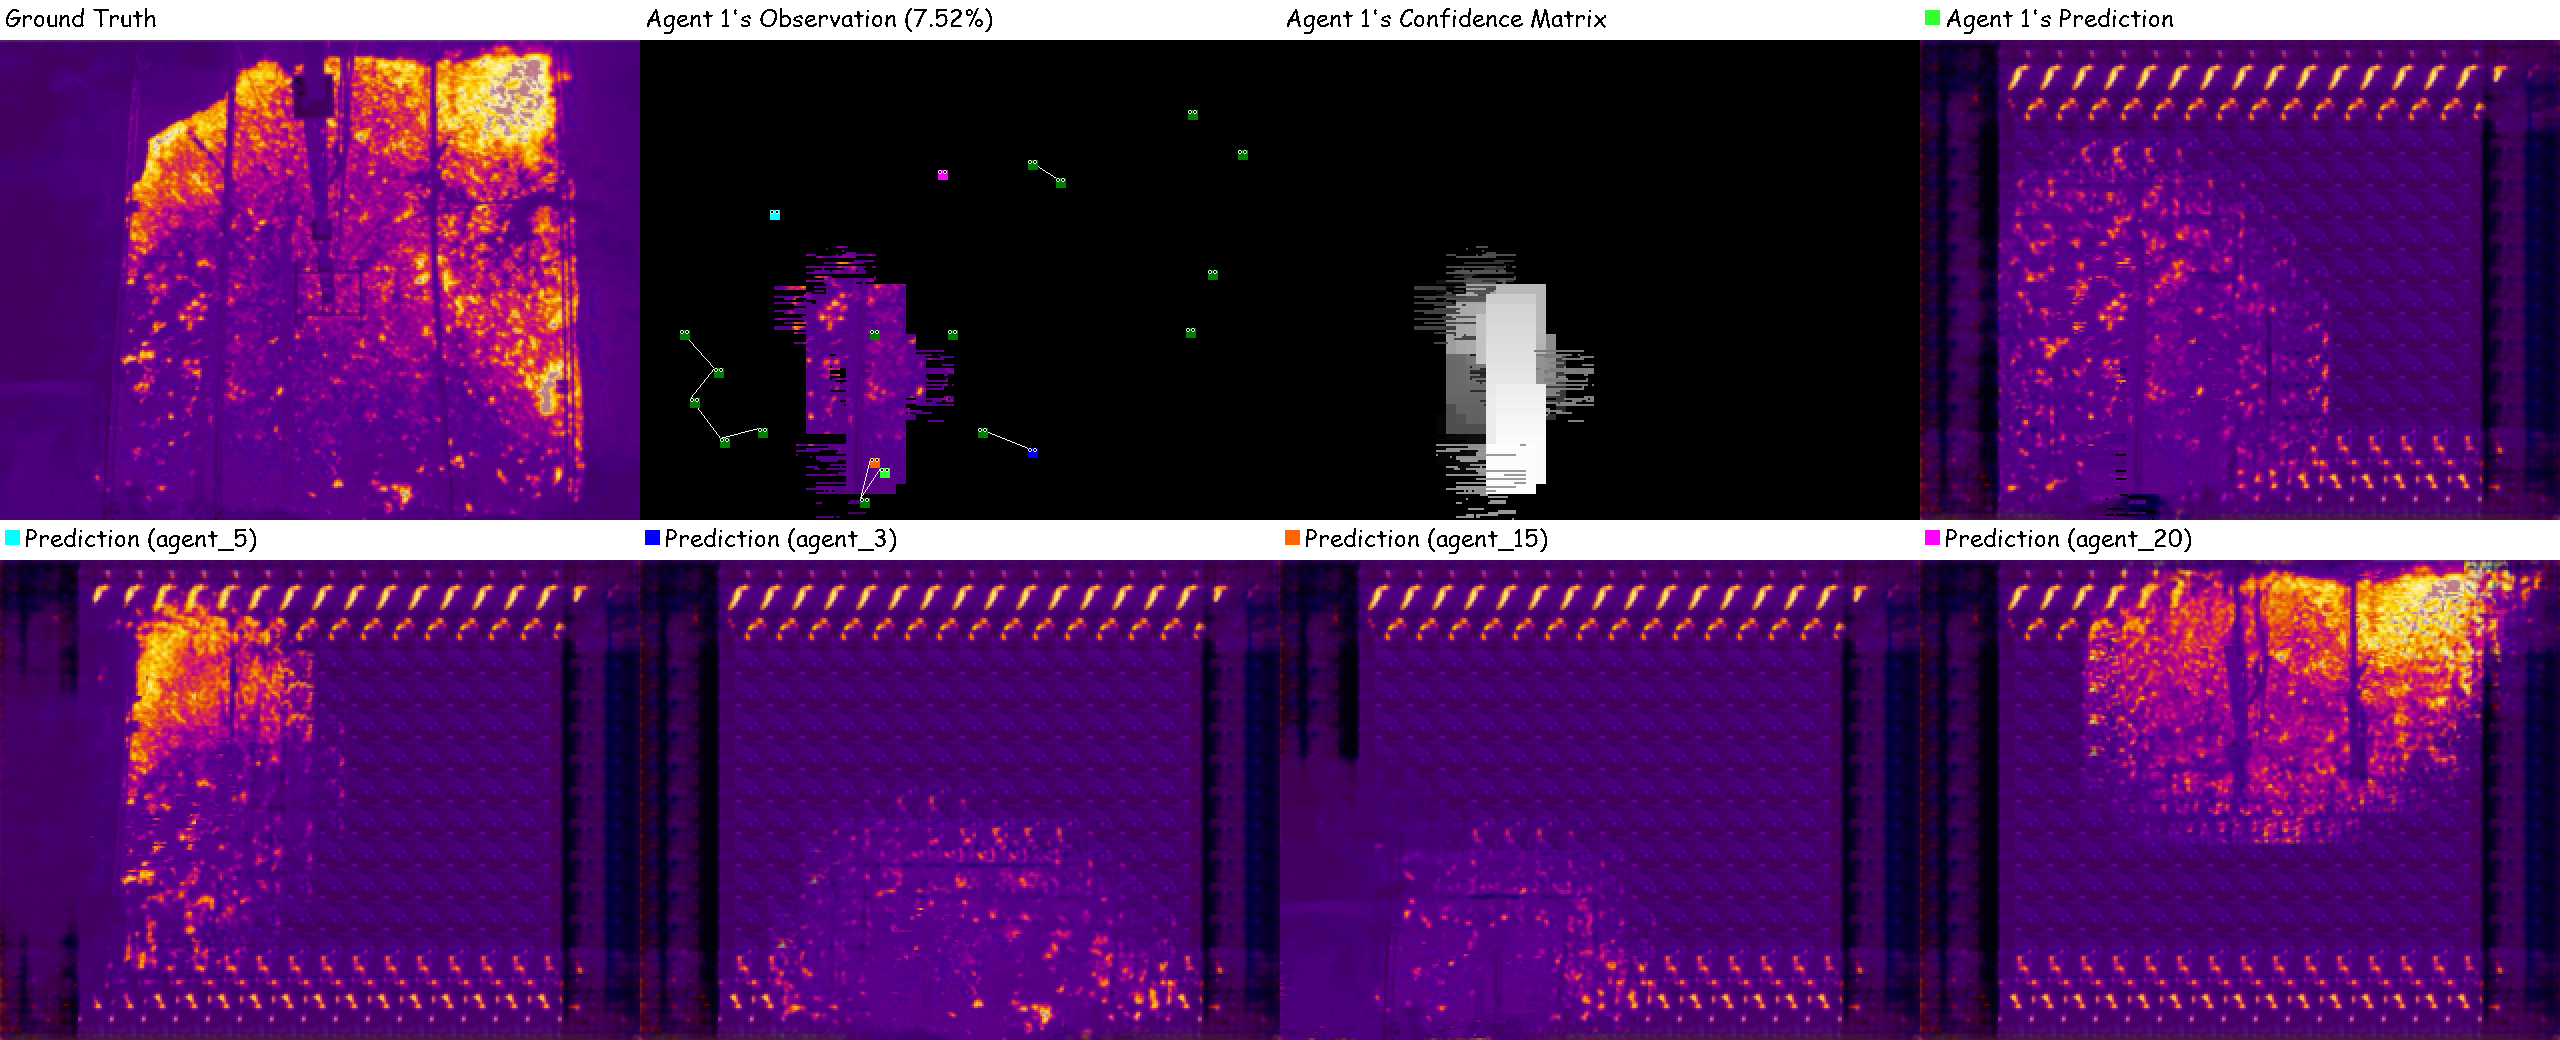 Ground Truth
Agent 1's Observation (7.52%)
Agent 1's Confidence Matrix
Agent 1's Prediction
Prediction (agent_5)
Prediction (agent_3)
Prediction (agent_15)
Prediction (agent_20)